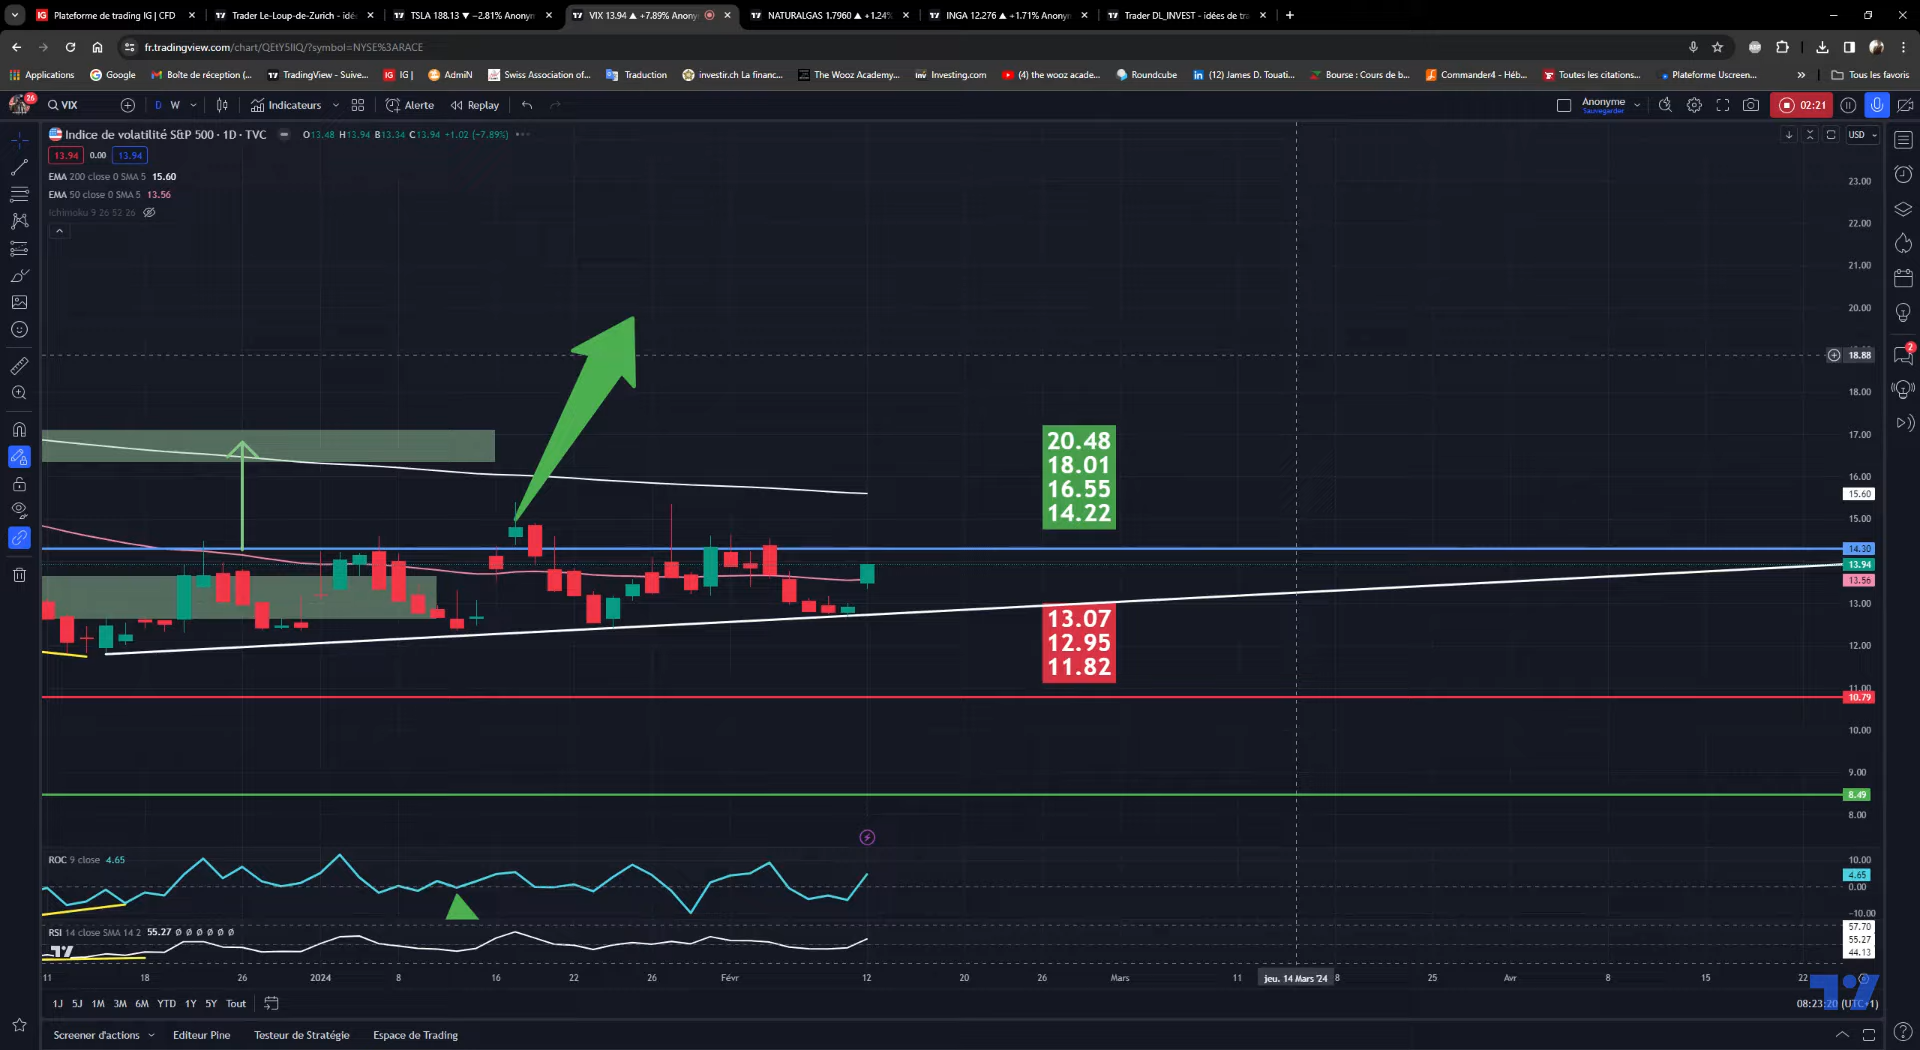 Plateforme de trading IG | CFD
Trader Le-Loup-de-Zurich - idé
TSLA 188.13 ▼ −2.81% Anonym
VIX 13.94 ▲ +7.89% Anony
NATURALGAS 1.7960 ▲ +1.24%
INGA 12.276 ▲ +1.71% Anonym
Trader DL_INVEST - idées de tra
fr.tradingview.com/chart/QEtY5IIQ/?symbol=NYSE%3ARACE
Applications
Google
Boîte de réception (...
TradingView - Suive...
IG |
AdmiN
Swiss Association of...
Traduction
investir.ch La financ...
The Wooz Academy...
Investing.com
(4) the wooz acade...
Roundcube
(12) James D. Touati...
Bourse : Cours de b...
Commander4 - Héb...
Toutes les citations...
Plateforme Uscreen...
Tous les favoris
26
VIX
D
W
Indicateurs
Alerte
Replay
Anonyme
Sauvegarder
02:21
Indice de volatilité S&P 500 · 1D · TVC
O13.48 H13.94 B13.34 C13.94 +1.02 (+7.89%)
USD
13.94 0.00 13.94
EMA 200 close 0 SMA 5 15.60
EMA 50 close 0 SMA 5 13.56
Ichimoku 9 26 52 26
23.00
22.00
21.00
20.00
18.88
18.00
17.00
16.00
15.60
15.00
14.30
13.94
13.56
13.00
12.00
11.00
10.79
10.00
9.00
8.49
8.00
20.48
18.01
16.55
14.22
13.07
12.95
11.82
2
ROC 9 close 4.65
10.00
4.65
0.00
−10.00
RSI 14 close SMA 14 2 55.27 Ø Ø Ø Ø Ø Ø
57.70
55.27
44.13
11 18 26 2024 8 16 22 26 Févr 12 20 26 Mars 11 jeu. 14 Mars '24 8 25 Avr 8 15 22
1J 5J 1M 3M 6M YTD 1Y 5Y Tout
08:23:20 (UTC+1)
Screener d'actions
Editeur Pine
Testeur de Stratégie
Espace de Trading